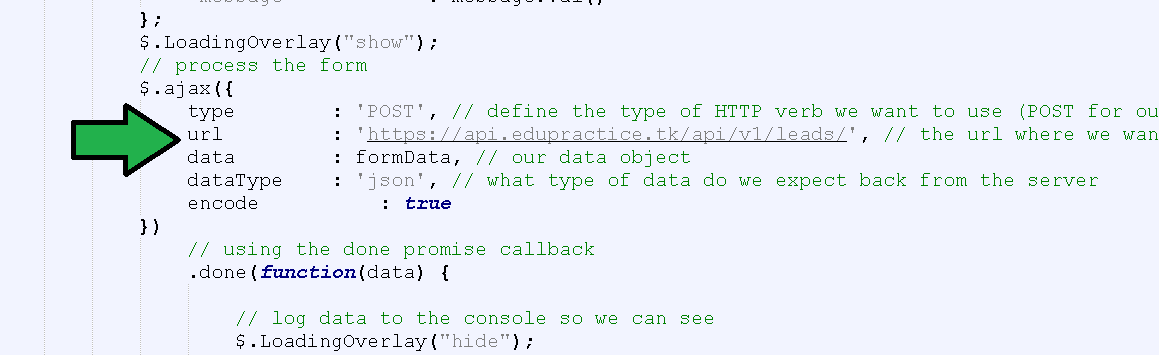 };
$.LoadingOverlay("show");
// process the form
$.ajax({
type : 'POST', // define the type of HTTP verb we want to use (POST for ou
url : 'https://api.edupractice.tk/api/v1/leads/', // the url where we wan
data : formData, // our data object
dataType : 'json', // what type of data do we expect back from the server
encode : true
})
// using the done promise callback
.done(function(data) {
// log data to the console so we can see
$.LoadingOverlay("hide");